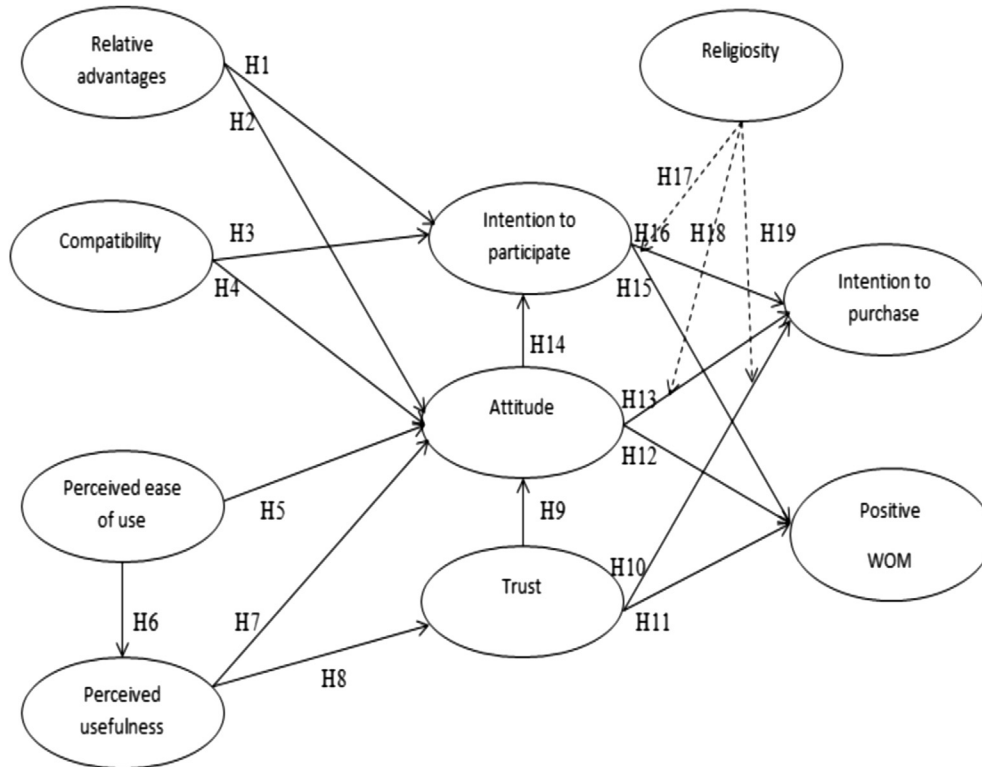 Relative
advantages
H1
H2
Religiosity
Compatibility
H3
H4
Intention to
participate
H17
H16
H18
H19
H15
Intention to
purchase
H14
Attitude
H13
H12
Perceived ease
of use
H5
H9
Positive
WOM
Trust
H10
H11
H6
H7
H8
Perceived
usefulness